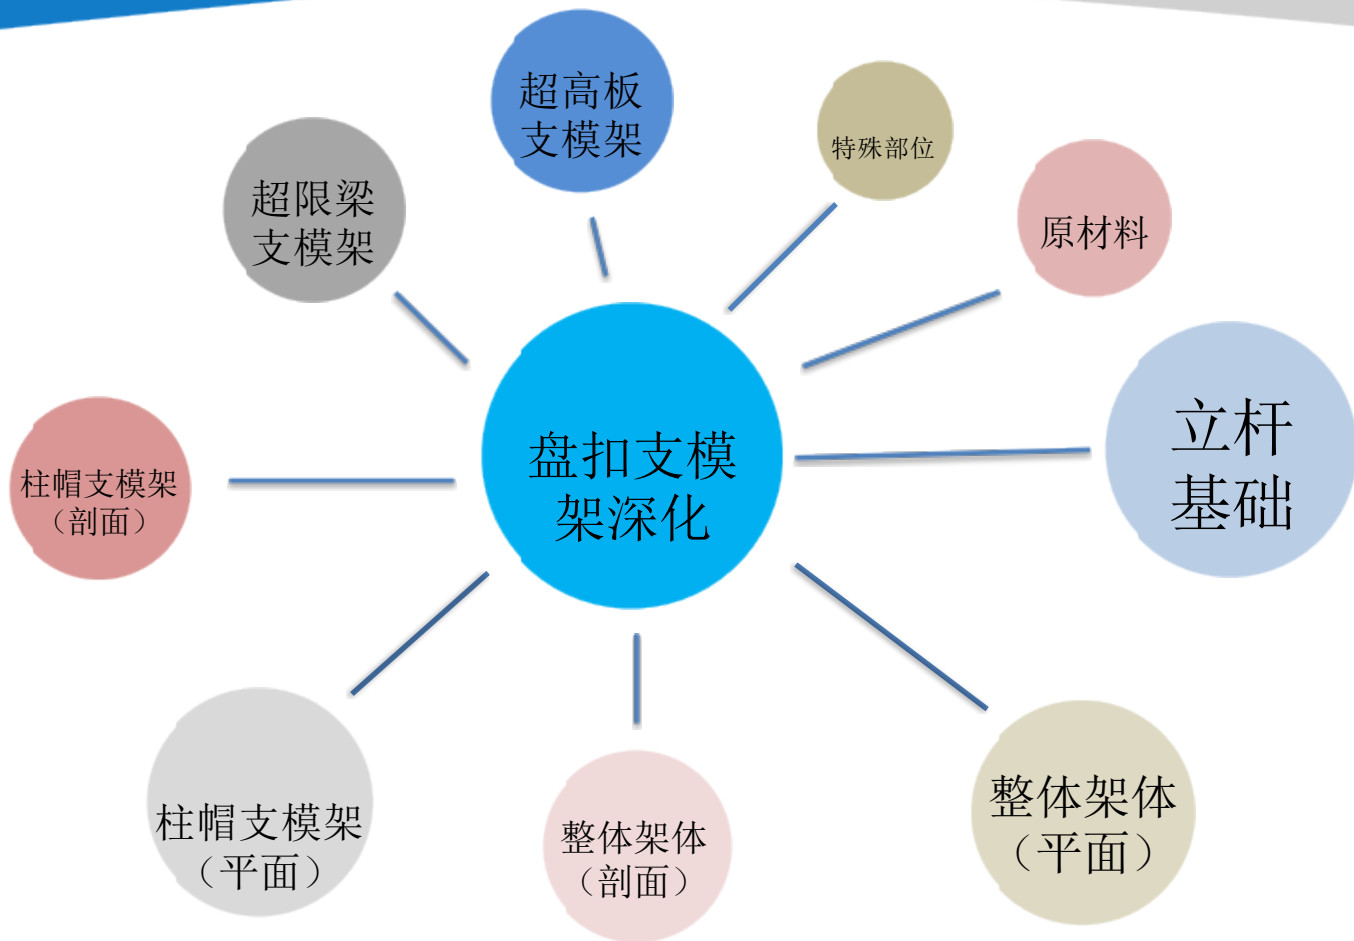 超高板
支模架
特殊部位
超限梁
支模架
原材料
立杆
基础
盘扣支模
架深化
柱帽支模架
（剖面）
柱帽支模架
（平面）
整体架体
（剖面）
整体架体
（平面）